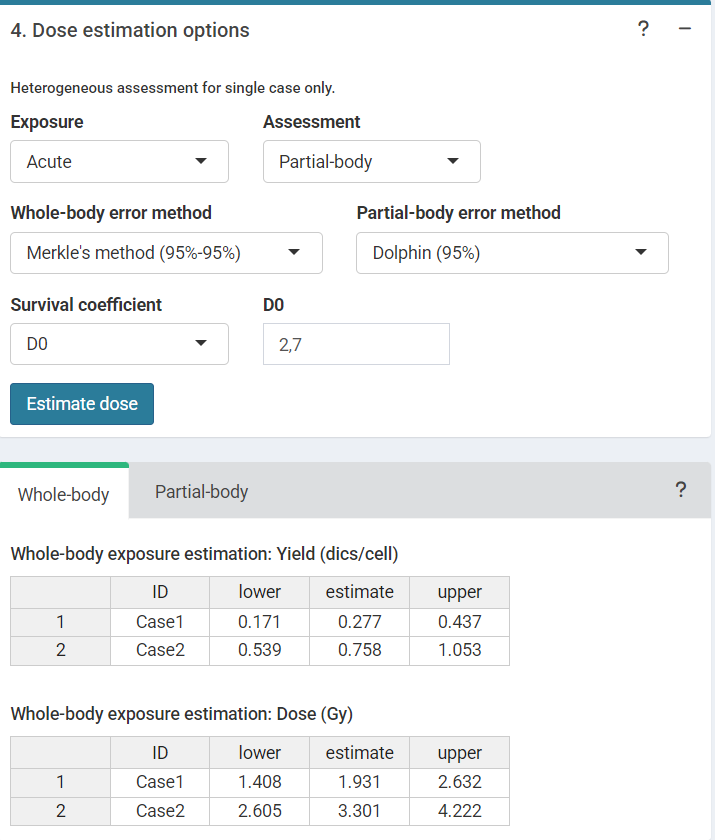 4. Dose estimation options ? −
Heterogeneous assessment for single case only.
Exposure Assessment
Acute Partial-body
Whole-body error method Partial-body error method
Merkle's method (95%-95%) Dolphin (95%)
Survival coefficient D0
D0 2,7
Estimate dose
Whole-body Partial-body ?
Whole-body exposure estimation: Yield (dics/cell)
ID lower estimate upper
1 Case1 0.171 0.277 0.437
2 Case2 0.539 0.758 1.053
Whole-body exposure estimation: Dose (Gy)
ID lower estimate upper
1 Case1 1.408 1.931 2.632
2 Case2 2.605 3.301 4.222